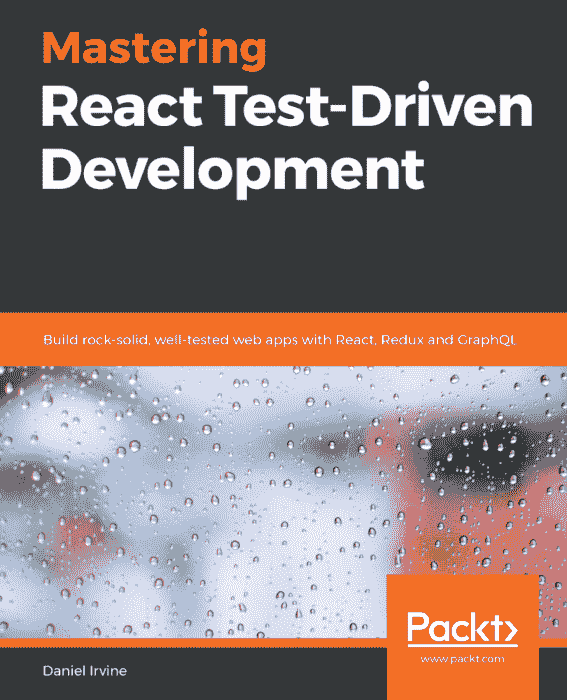 Mastering
React Test-Driven
Development
Build rock-solid, well-tested web apps with React, Redux and GraphQL
Packt>
www.packt.com
Daniel Irvine